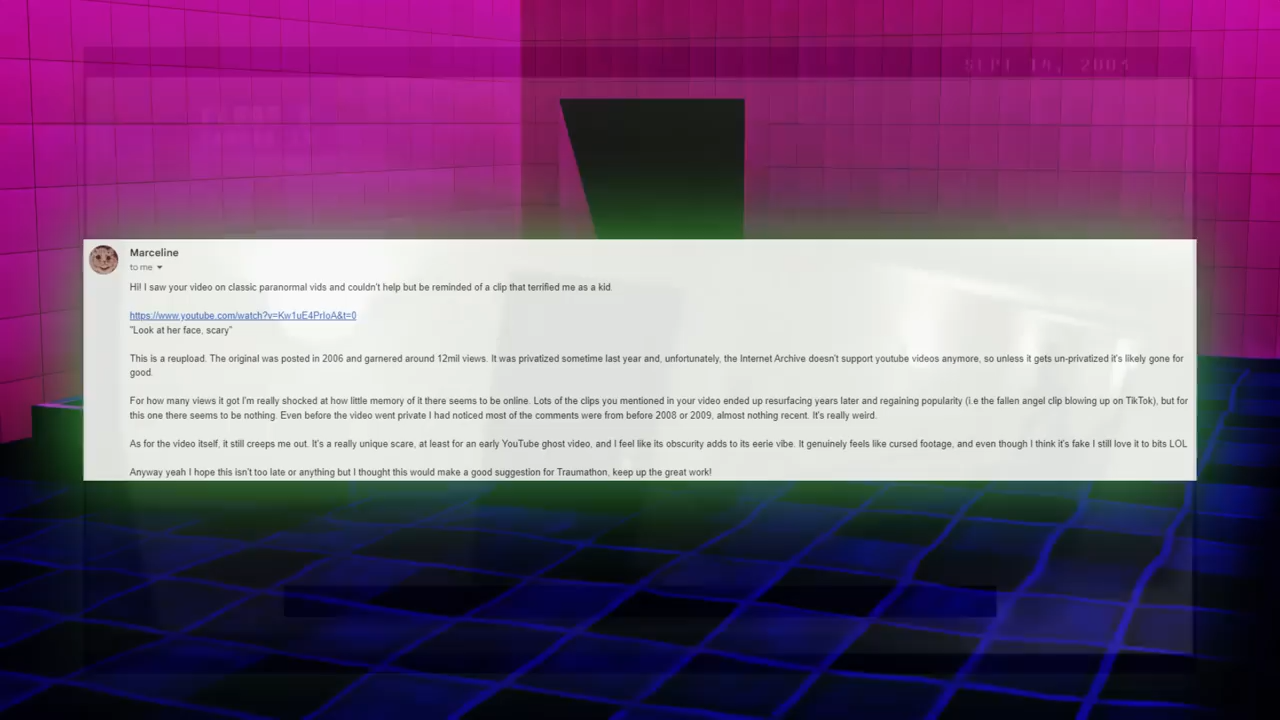 SEPT 14, 2003
Marceline
to me
Hi! I saw your video on classic paranormal vids and couldn't help but be reminded of a clip that terrified me as a kid.
https://www.youtube.com/watch?v=Kw1uE4PrIoA&t=0
"Look at her face, scary"
This is a reupload. The original was posted in 2006 and garnered around 12mil views. It was privatized sometime last year and, unfortunately, the Internet Archive doesn't support youtube videos anymore, so unless it gets un-privatized it's likely gone for
good.
For how many views it got I'm really shocked at how little memory of it there seems to be online. Lots of the clips you mentioned in your video ended up resurfacing years later and regaining popularity (i.e the fallen angel clip blowing up on TikTok), but for
this one there seems to be nothing. Even before the video went private I had noticed most of the comments were from before 2008 or 2009, almost nothing recent. It's really weird.
As for the video itself, it still creeps me out. It's a really unique scare, at least for an early YouTube ghost video, and I feel like its obscurity adds to its eerie vibe. It genuinely feels like cursed footage, and even though I think it's fake I still love it to bits LOL
Anyway yeah I hope this isn't too late or anything but I thought this would make a good suggestion for Traumathon, keep up the great work!